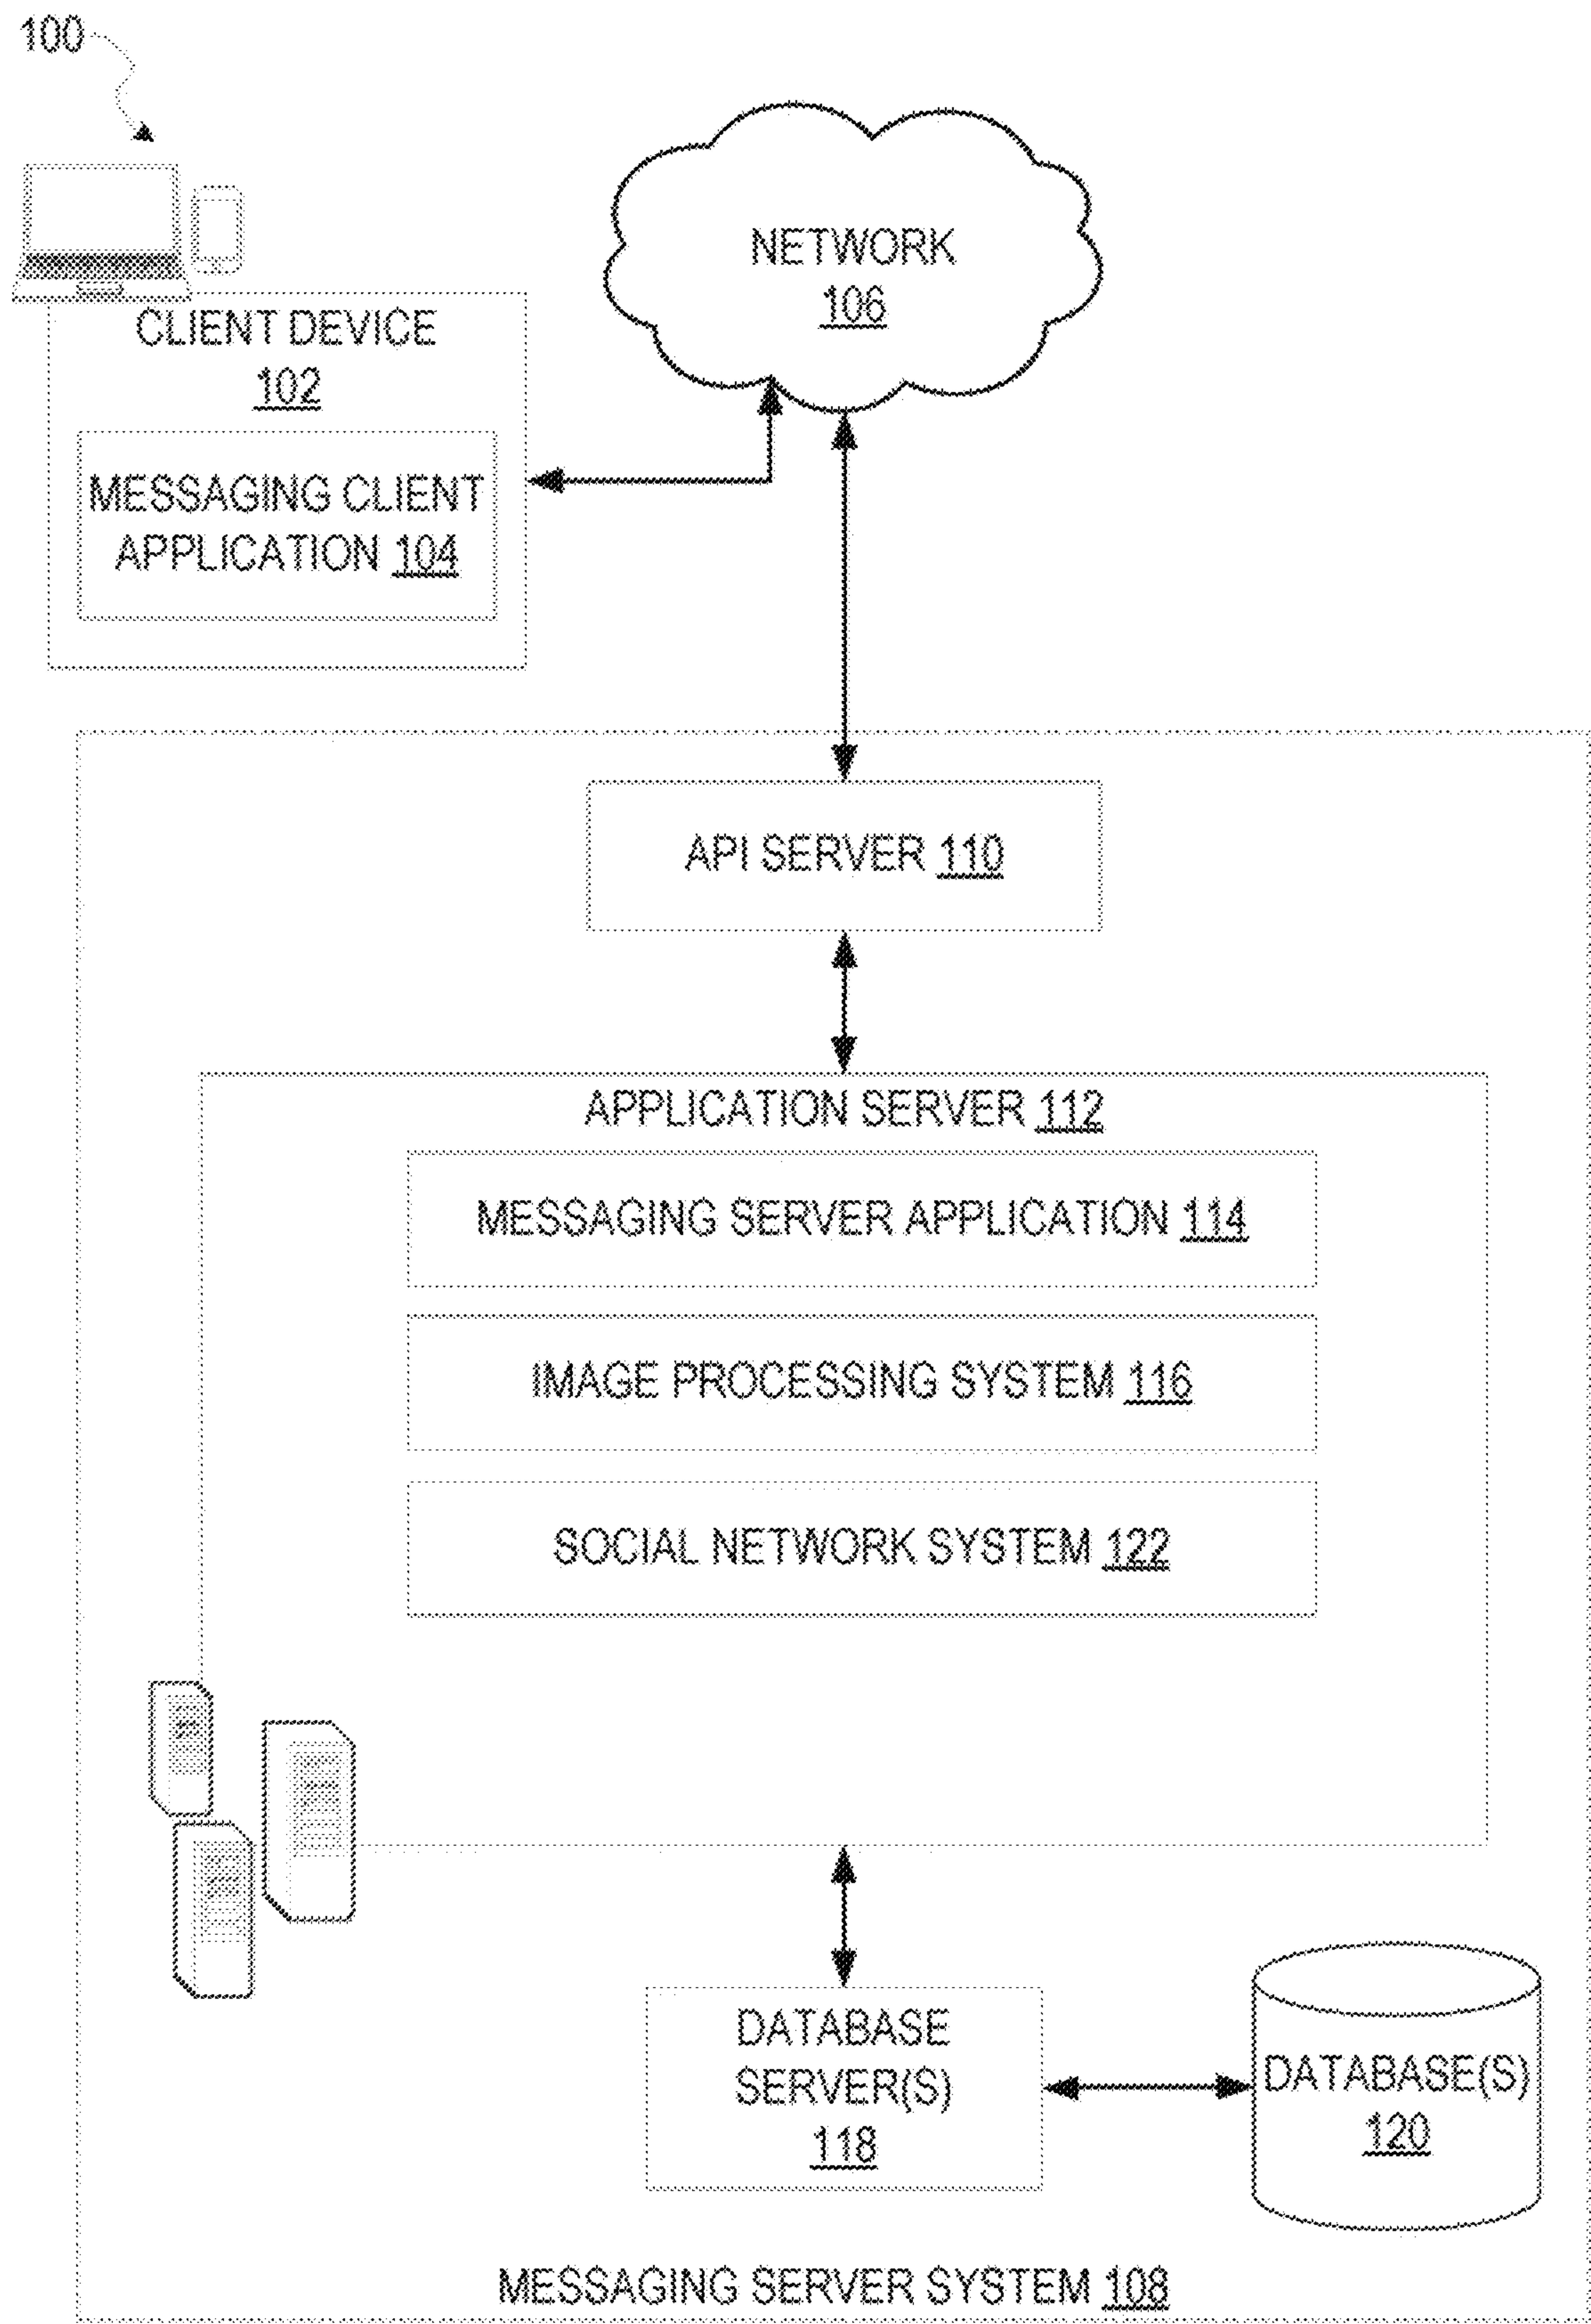 100
NETWORK
106
CLIENT DEVICE
102
MESSAGING CLIENT
APPLICATION 104
API SERVER 110
APPLICATION SERVER 112
MESSAGING SERVER APPLICATION 114
IMAGE PROCESSING SYSTEM 116
SOCIAL NETWORK SYSTEM 122
DATABASE
SERVER(S)
118
DATABASE(S)
120
MESSAGING SERVER SYSTEM 108